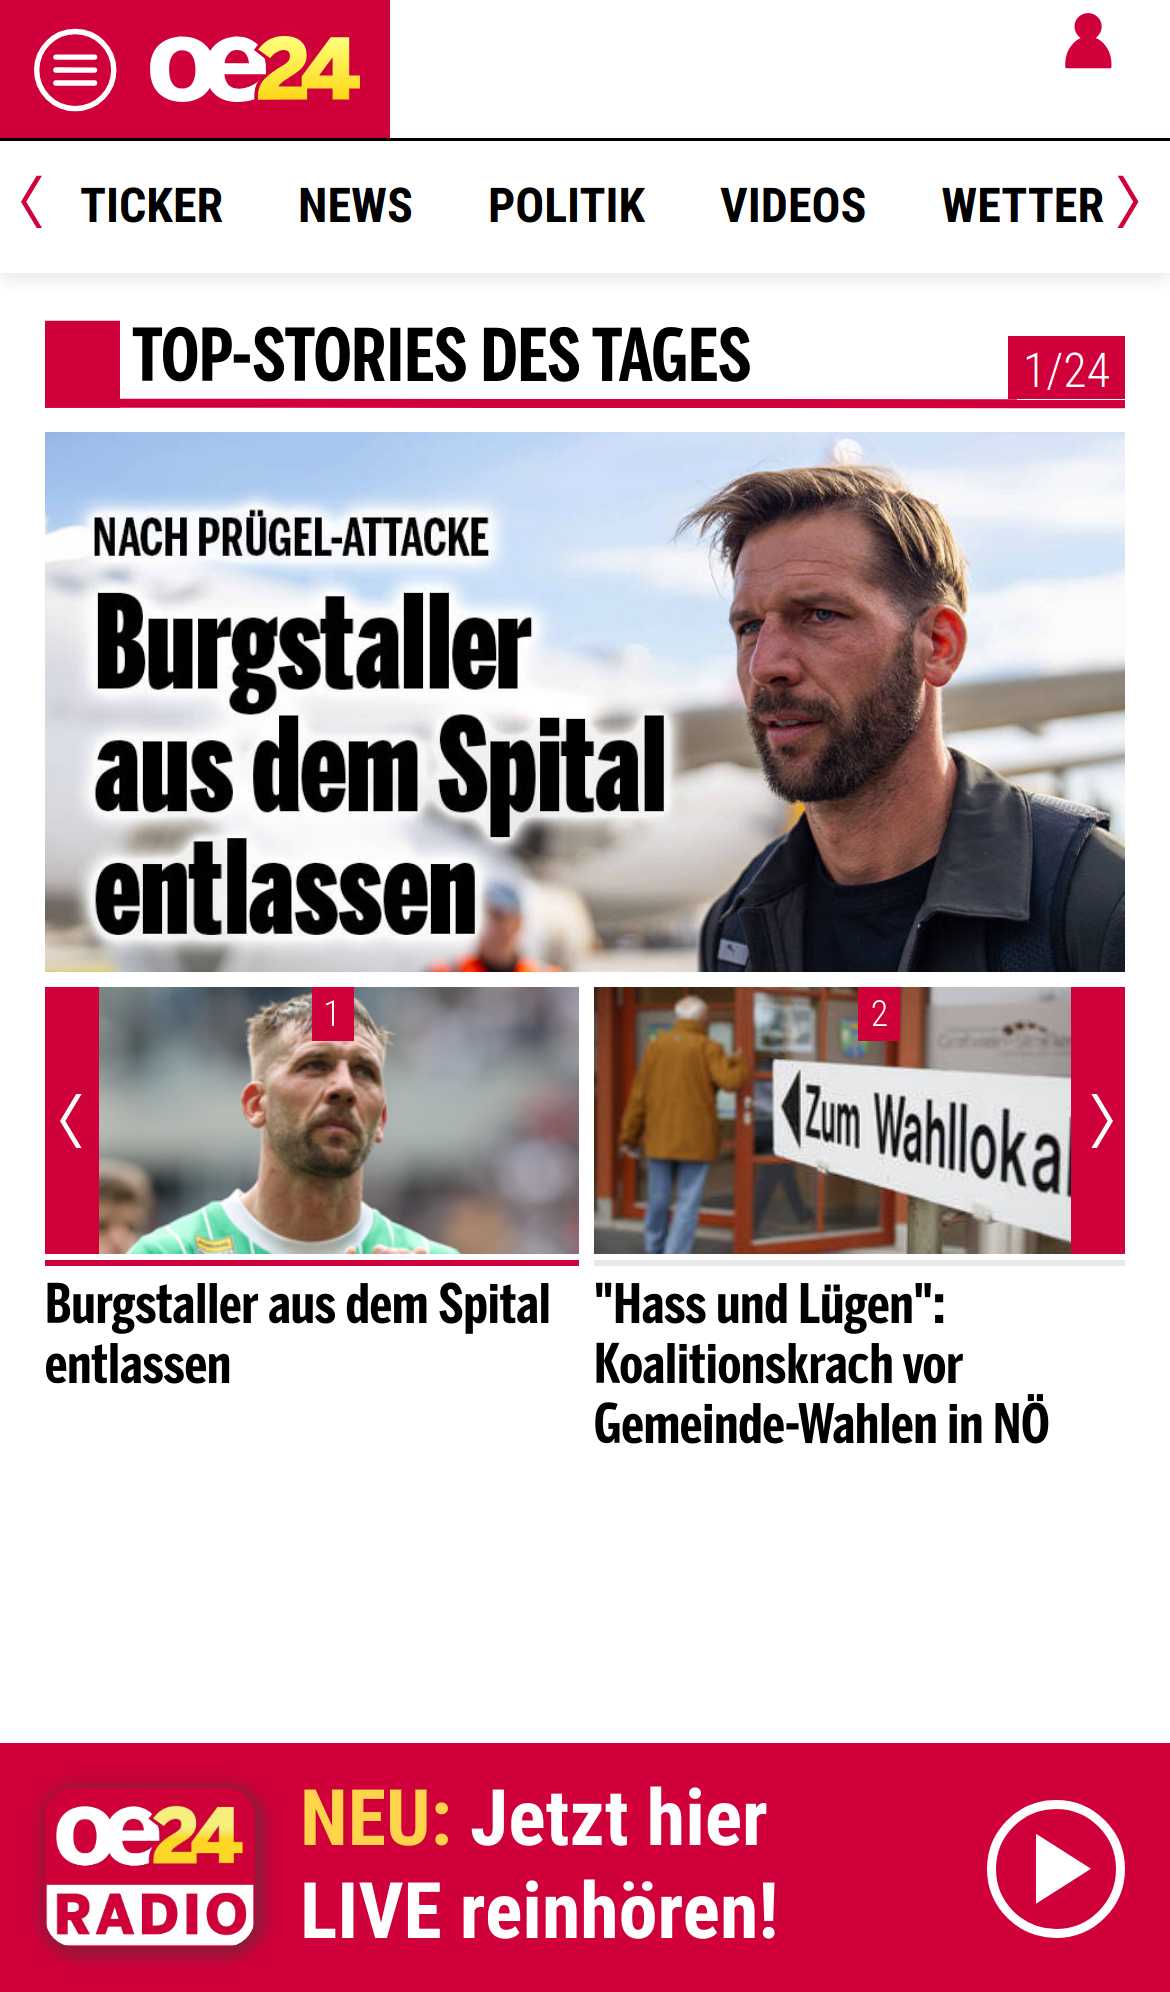 oe24
TICKER NEWS POLITIK VIDEOS WETTER
TOP-STORIES DES TAGES
1/24
NACH PRÜGEL-ATTACKE
Burgstaller
aus dem Spital
entlassen
1
2
Zum Wahlloka
Burgstaller aus dem Spital
entlassen
"Hass und Lügen":
Koalitionskrach vor
Gemeinde-Wahlen in NÖ
oe24
RADIO
NEU: Jetzt hier
LIVE reinhören!